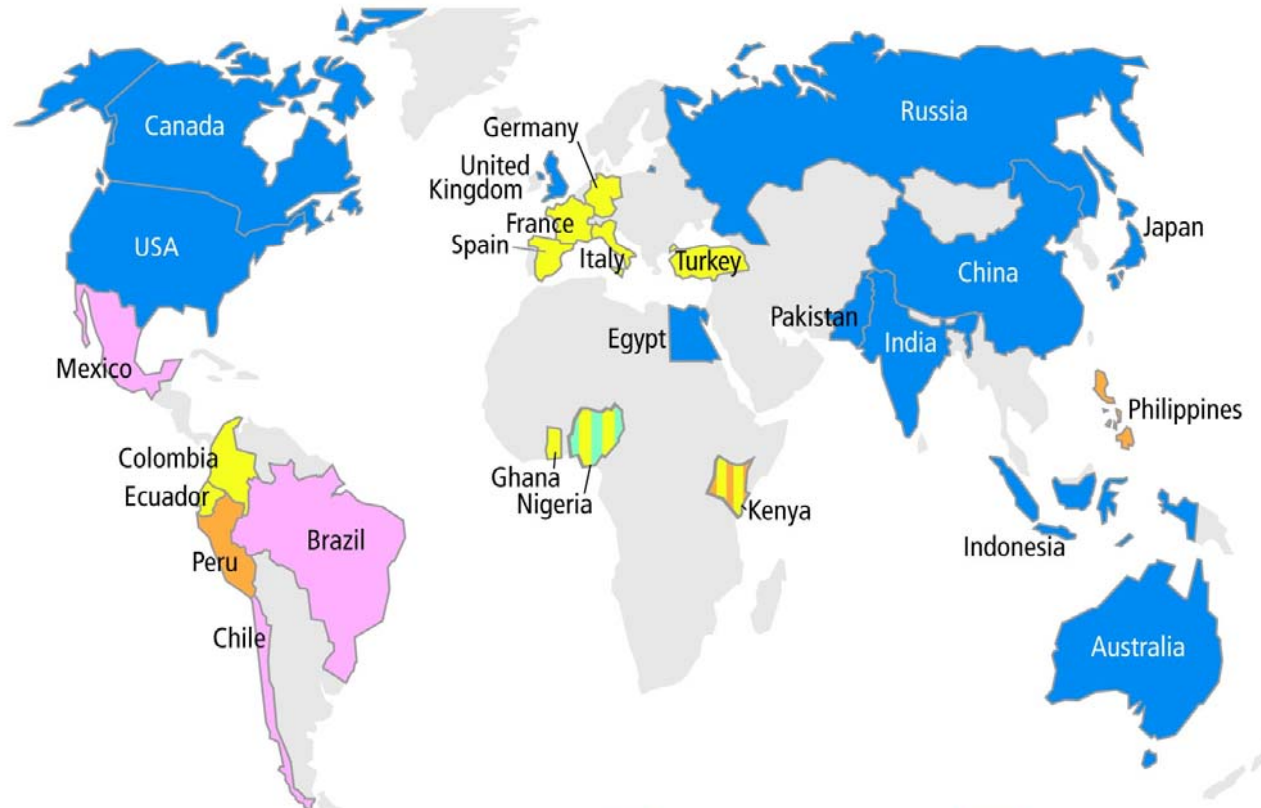 Canada
Russia
Germany
United
Kingdom
USA
France
Spain
Italy
Turkey
Japan
China
Egypt
Pakistan
India
Mexico
Philippines
Colombia
Ecuador
Ghana
Nigeria
Kenya
Peru
Brazil
Indonesia
Chile
Australia